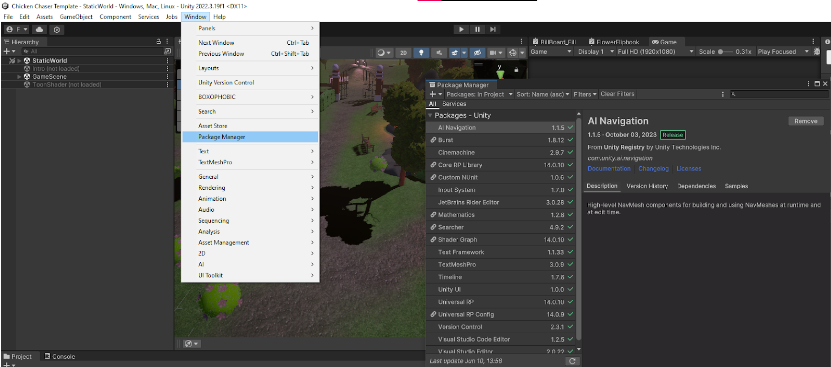 Chicken Chaser Template - StaticWorld - Windows, Mac, Linux - Unity 2022.3.19f1 <DX11>
File Edit Assets GameObject Component Services Jobs Window Help
Hierarchy
All
StaticWorld
Intro (not loaded)
GameScene
ToonShader (not loaded)
Panels
Next Window Ctrl+Tab
Previous Window Ctrl+Shift+Tab
Layouts
Unity Version Control
BOXOPHOBIC
Search
Asset Store
Package Manager
Text
TextMeshPro
General
Rendering
Animation
Audio
Sequencing
Analysis
Asset Management
2D
AI
UI Toolkit
2D
y
BillBoard_Fill FlowerFlipbook Game
Game Display 1 Full HD (1920x1080) Scale 0.31x Play Focused
Package Manager
Packages: In Project Sort: Name (asc) Filters Clear Filters
All Services
Packages - Unity
AI Navigation 1.1.5
Burst 1.8.12
Cinemachine 2.9.7
Core RP Library 14.0.10
Custom NUnit 1.0.6
Input System 1.7.0
JetBrains Rider Editor 3.0.28
Mathematics 1.2.6
Searcher 4.9.2
Shader Graph 14.0.10
Test Framework 1.1.33
TextMeshPro 3.0.9
Timeline 1.7.6
Unity UI 1.0.0
Universal RP 14.0.10
Universal RP Config 14.0.9
Version Control 2.3.1
Visual Studio Code Editor 1.2.5
Visual Studio Editor 2.0.22
Last update Jun 10, 13:56
AI Navigation
Remove
1.1.5 · October 03, 2023 Release
From Unity Registry by Unity Technologies Inc.
com.unity.ai.navigation
Documentation Changelog Licenses
Description Version History Dependencies Samples
High-level NavMesh components for building and using NavMeshes at runtime and
at edit time.
Project Console